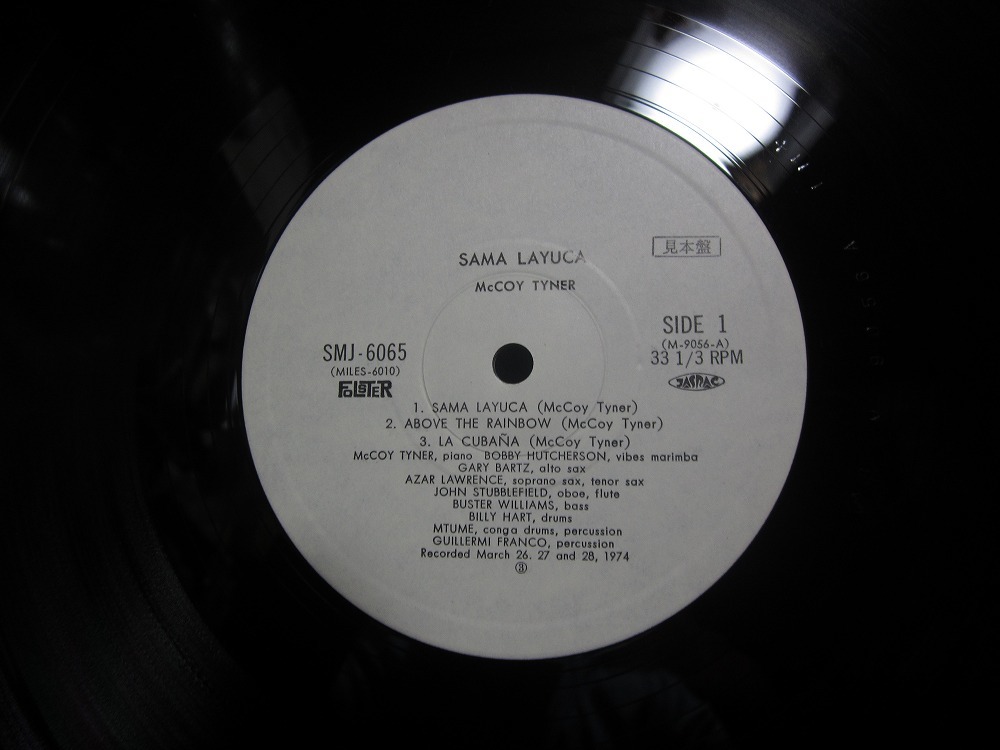 見本盤
SAMA LAYUCA
McCOY TYNER
SIDE 1
(M-9056-A)
33 1/3 RPM
SMJ-6065
(MILES-6010)
JASRAC
1. SAMA LAYUCA (McCoy Tyner)
2. ABOVE THE RAINBOW (McCoy Tyner)
3. LA CUBAÑA (McCoy Tyner)
McCOY TYNER, piano BOBBY HUTCHERSON, vibes marimba
GARY BARTZ, alto sax
AZAR LAWRENCE, soprano sax, tenor sax
JOHN STUBBLEFIELD, oboe, flute
BUSTER WILLIAMS, bass
BILLY HART, drums
MTUME, conga drums, percussion
GUILLERMI FRANCO, percussion
Recorded March 26. 27 and 28, 1974
③